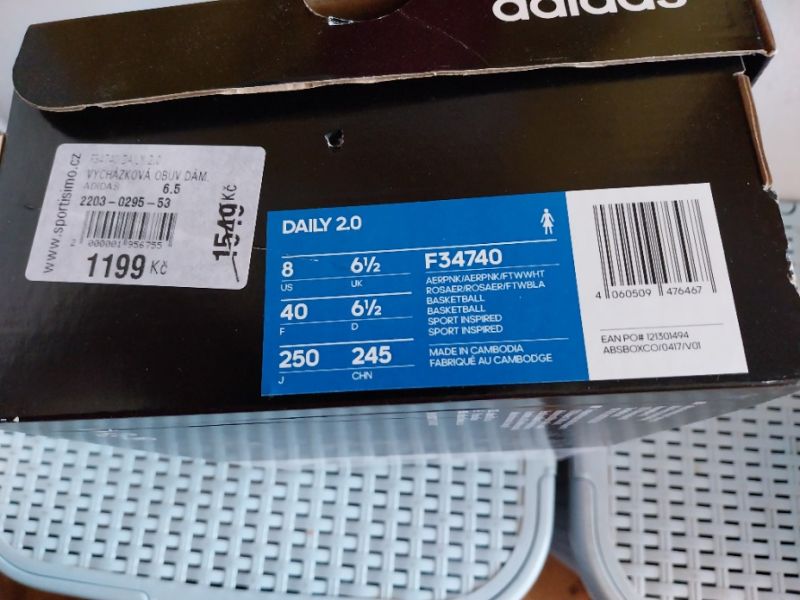 adidas
www.sportisimo.cz
F34740 DAILY 2.0
VYCHÁZKOVÁ OBUV DÁM.
ADIDAS 6.5
2203-0295-53
2 000001 956755
1199 Kč
1549 Kč
DAILY 2.0
8 6½
US UK
40 6½
F D
250 245
J CHN
F34740
AERPNK/AERPNK/FTWWHT
ROSAER/ROSAER/FTWBLA
BASKETBALL
BASKETBALL
SPORT INSPIRED
SPORT INSPIRED
MADE IN CAMBODIA
FABRIQUÉ AU CAMBODGE
4 060509 476467
EAN PO# 121301494
ABSBOXCO/0417/V01